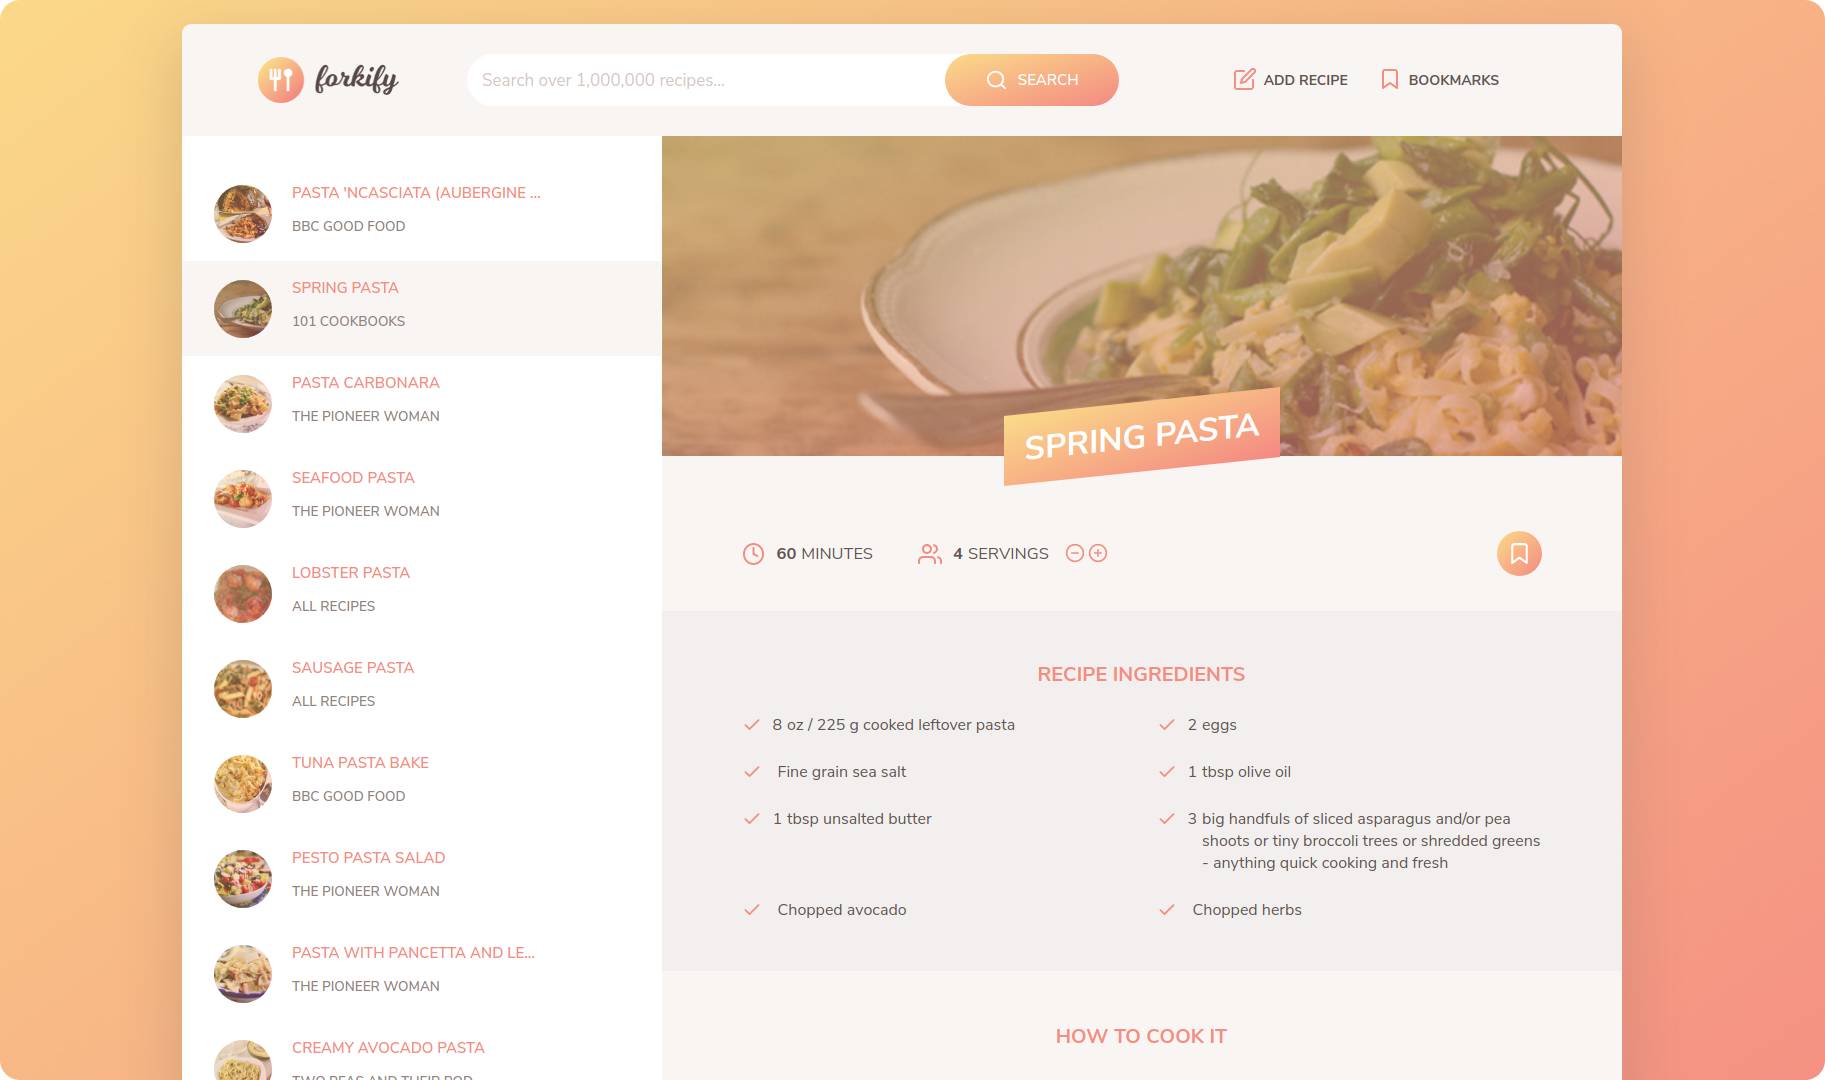 forkify
Search over 1,000,000 recipes...
SEARCH
ADD RECIPE
BOOKMARKS
PASTA 'NCASCIATA (AUBERGINE ...
BBC GOOD FOOD
SPRING PASTA
101 COOKBOOKS
PASTA CARBONARA
THE PIONEER WOMAN
SEAFOOD PASTA
THE PIONEER WOMAN
LOBSTER PASTA
ALL RECIPES
SAUSAGE PASTA
ALL RECIPES
TUNA PASTA BAKE
BBC GOOD FOOD
PESTO PASTA SALAD
THE PIONEER WOMAN
PASTA WITH PANCETTA AND LE...
THE PIONEER WOMAN
CREAMY AVOCADO PASTA
TWO PEAS AND THEIR POD
SPRING PASTA
60 MINUTES
4 SERVINGS
RECIPE INGREDIENTS
8 oz / 225 g cooked leftover pasta
2 eggs
Fine grain sea salt
1 tbsp olive oil
1 tbsp unsalted butter
3 big handfuls of sliced asparagus and/or pea
shoots or tiny broccoli trees or shredded greens
- anything quick cooking and fresh
Chopped avocado
Chopped herbs
HOW TO COOK IT